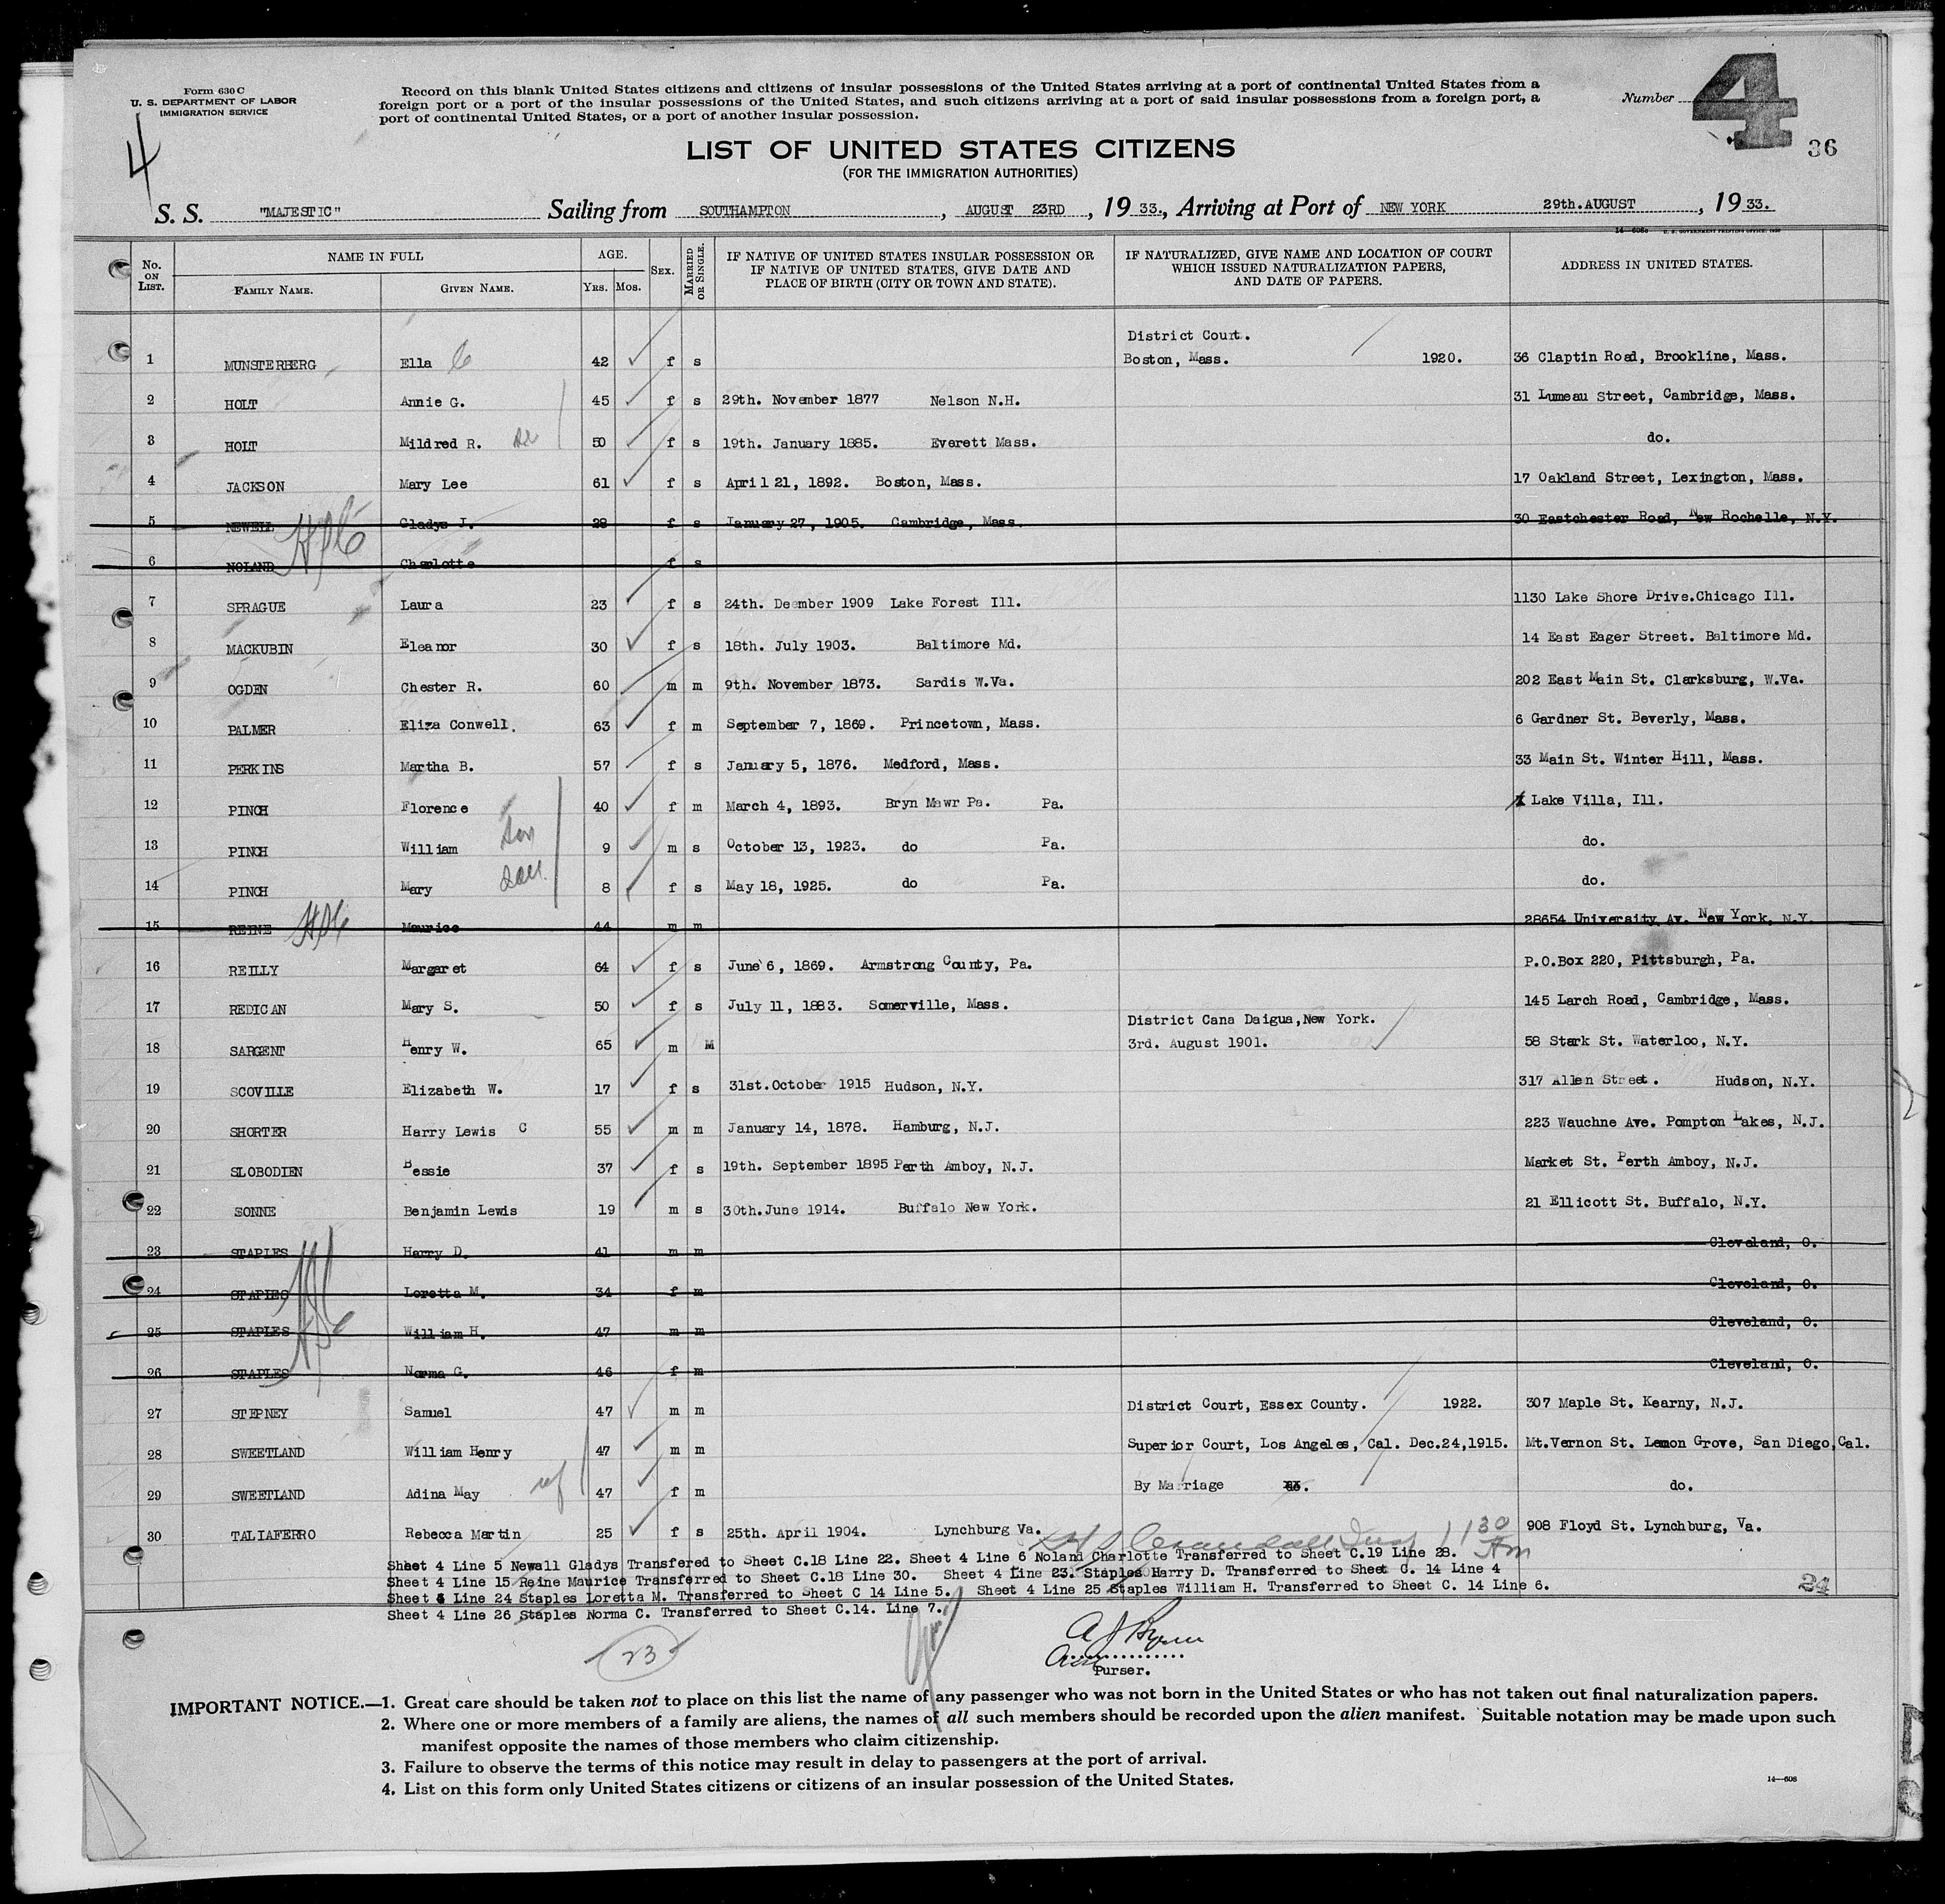 Form 630 C
U. S. DEPARTMENT OF LABOR
IMMIGRATION SERVICE
Record on this blank United States citizens and citizens of insular possessions of the United States arriving at a port of continental United States from a
foreign port or a port of the insular possessions of the United States, and such citizens arriving at a port of said insular possessions from a foreign port, a
port of continental United States, or a port of another insular possession.
Number 4
36
4
LIST OF UNITED STATES CITIZENS
(FOR THE IMMIGRATION AUTHORITIES)
S. S. "MAJESTIC" Sailing from SOUTHAMPTON, AUGUST 23RD, 1933., Arriving at Port of NEW YORK 29th.AUGUST, 1933.
No. ON LIST. NAME IN FULL FAMILY NAME. GIVEN NAME. AGE. YRS. MOS. SEX. MARRIED OR SINGLE. IF NATIVE OF UNITED STATES INSULAR POSSESSION OR IF NATIVE OF UNITED STATES, GIVE DATE AND PLACE OF BIRTH (CITY OR TOWN AND STATE). IF NATURALIZED, GIVE NAME AND LOCATION OF COURT WHICH ISSUED NATURALIZATION PAPERS, AND DATE OF PAPERS. ADDRESS IN UNITED STATES.
District Court.
1 MUNSTERBERG Ella 42 f s Boston, Mass. 1920. 36 Claptin Road, Brookline, Mass.
2 HOLT Annie G. 45 f s 29th. November 1877 Nelson N.H. 31 Lumeau Street, Cambridge, Mass.
3 HOLT Mildred R. 50 f s 19th. January 1885. Everett Mass. do.
4 JACKSON Mary Lee 61 f s April 21, 1892. Boston, Mass. 17 Oakland Street, Lexington, Mass.
5 NEWELL Gladys J. 28 f s January 27, 1905. Cambridge, Mass. 30 Eastchester Road, New Rochelle, N.Y.
6 NOLAND Charlotte f s
7 SPRAGUE Laura 23 f s 24th. Deember 1909 Lake Forest Ill. 1130 Lake Shore Drive.Chicago Ill.
8 MACKUBIN Eleanor 30 f s 18th. July 1903. Baltimore Md. 14 East Eager Street. Baltimore Md.
9 OGDEN Chester R. 60 m m 9th. November 1873. Sardis W.Va. 202 East Main St. Clarksburg, W.Va.
10 PALMER Eliza Conwell. 63 f m September 7, 1869. Princetown, Mass. 6 Gardner St. Beverly, Mass.
11 PERKINS Martha B. 57 f s January 5, 1876. Medford, Mass. 33 Main St. Winter Hill, Mass.
12 PINCH Florence 40 f m March 4, 1893. Bryn Mawr Pa. Pa. Lake Villa, Ill.
13 PINCH William son 9 m s October 13, 1923. do Pa. do.
14 PINCH Mary dau. 8 f s May 18, 1925. do Pa. do.
15 REINE Maurice 44 m m 28654 University Av. New York, N.Y.
16 REILLY Margaret 64 f s June 6, 1869. Armstrong County, Pa. P.O.Box 220, Pittsburgh, Pa.
17 REDICAN Mary S. 50 f s July 11, 1883. Somerville, Mass. 145 Larch Road, Cambridge, Mass.
District Cana Daigua, New York.
18 SARGENT Henry W. 65 m M 3rd. August 1901. 58 Stark St. Waterloo, N.Y.
19 SCOVILLE Elizabeth W. 17 f s 31st.October 1915 Hudson, N.Y. 317 Allen Street. Hudson, N.Y.
20 SHORTER Harry Lewis C 55 m m January 14, 1878. Hamburg, N.J. 223 Wauchne Ave. Pompton Lakes, N.J.
21 SLOBODIEN Bessie 37 f s 19th. September 1895 Perth Amboy, N.J. Market St. Perth Amboy, N.J.
22 SONNE Benjamin Lewis 19 m s 30th.June 1914. Buffalo New York. 21 Ellicott St. Buffalo, N.Y.
23 STAPLES Harry D. 41 m m Cleveland, O.
24 STAPLES Loretta M. 34 f m Cleveland, O.
25 STAPLES William H. 47 m m Cleveland, O.
26 STAPLES Norma G. 46 f m Cleveland, O.
27 STEPNEY Samuel 47 m m District Court, Essex County. 1922. 307 Maple St. Kearny, N.J.
28 SWEETLAND William Henry 47 m m Superior Court, Los Angeles, Cal. Dec.24,1915. Mt.Vernon St. Lemon Grove, San Diego, Cal.
29 SWEETLAND Adina May wf 47 f m By Marriage do.
30 TALIAFERRO Rebecca Martin 25 f s 25th. April 1904. Lynchburg Va. 908 Floyd St. Lynchburg, Va.
Sheet 4 Line 5 Newall Gladys Transfered to Sheet C.18 Line 22. Sheet 4 Line 6 Noland Charlotte Transferred to Sheet C.19 Line 28.
Sheet 4 Line 15 Reine Maurice Transferred to Sheet C.18 Line 30. Sheet 4 Line 23. Staples Harry D. Transferred to Sheet C. 14 Line 4
Sheet 4 Line 24 Staples Loretta M. Transferred to Sheet C 14 Line 5. Sheet 4 Line 25 Staples William H. Transferred to Sheet C. 14 Line 6.
Sheet 4 Line 26 Staples Norma C. Transferred to Sheet C.14. Line 7.
24
23
Purser.
IMPORTANT NOTICE.—1. Great care should be taken not to place on this list the name of any passenger who was not born in the United States or who has not taken out final naturalization papers.
2. Where one or more members of a family are aliens, the names of all such members should be recorded upon the alien manifest. Suitable notation may be made upon such
manifest opposite the names of those members who claim citizenship.
3. Failure to observe the terms of this notice may result in delay to passengers at the port of arrival.
4. List on this form only United States citizens or citizens of an insular possession of the United States.
14—608